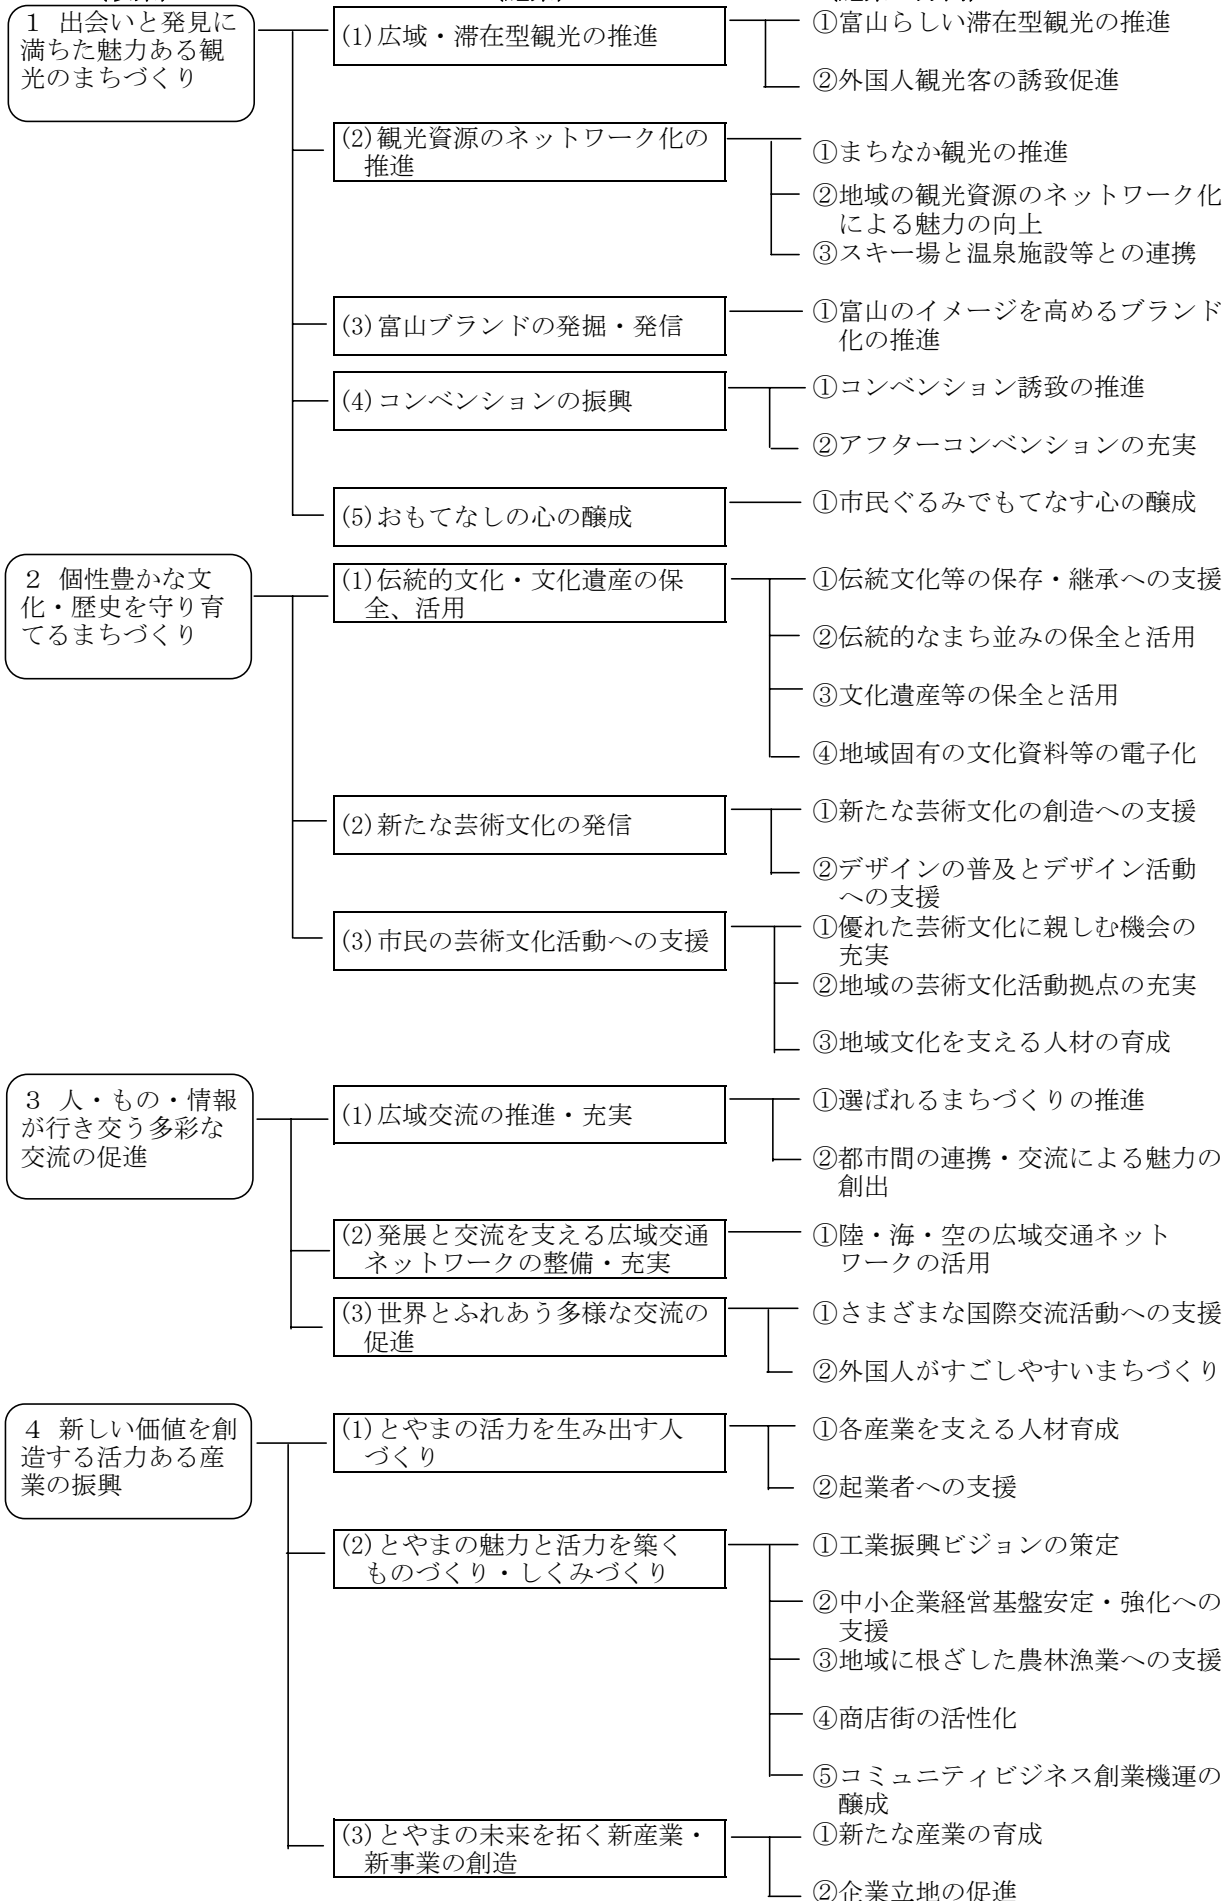 1 出会いと発見に
満ちた魅力ある観
光のまちづくり
(1)広域・滞在型観光の推進
①富山らしい滞在型観光の推進
②外国人観光客の誘致促進
(2)観光資源のネットワーク化の
推進
①まちなか観光の推進
②地域の観光資源のネットワーク化
による魅力の向上
③スキー場と温泉施設等との連携
(3)富山ブランドの発掘・発信
①富山のイメージを高めるブランド
化の推進
(4)コンベンションの振興
①コンベンション誘致の推進
②アフターコンベンションの充実
(5)おもてなしの心の醸成
①市民ぐるみでもてなす心の醸成
2 個性豊かな文
化・歴史を守り育
てるまちづくり
(1)伝統的文化・文化遺産の保
全、活用
①伝統文化等の保存・継承への支援
②伝統的なまち並みの保全と活用
③文化遺産等の保全と活用
④地域固有の文化資料等の電子化
(2)新たな芸術文化の発信
①新たな芸術文化の創造への支援
②デザインの普及とデザイン活動
への支援
(3)市民の芸術文化活動への支援
①優れた芸術文化に親しむ機会の
充実
②地域の芸術文化活動拠点の充実
③地域文化を支える人材の育成
3 人・もの・情報
が行き交う多彩な
交流の促進
(1)広域交流の推進・充実
①選ばれるまちづくりの推進
②都市間の連携・交流による魅力の
創出
(2)発展と交流を支える広域交通
ネットワークの整備・充実
①陸・海・空の広域交通ネット
ワークの活用
(3)世界とふれあう多様な交流の
促進
①さまざまな国際交流活動への支援
②外国人がすごしやすいまちづくり
4 新しい価値を創
造する活力ある産
業の振興
(1)とやまの活力を生み出す人
づくり
①各産業を支える人材育成
②起業者への支援
(2)とやまの魅力と活力を築く
ものづくり・しくみづくり
①工業振興ビジョンの策定
②中小企業経営基盤安定・強化への
支援
③地域に根ざした農林漁業への支援
④商店街の活性化
⑤コミュニティビジネス創業機運の
醸成
(3)とやまの未来を拓く新産業・
新事業の創造
①新たな産業の育成
②企業立地の促進